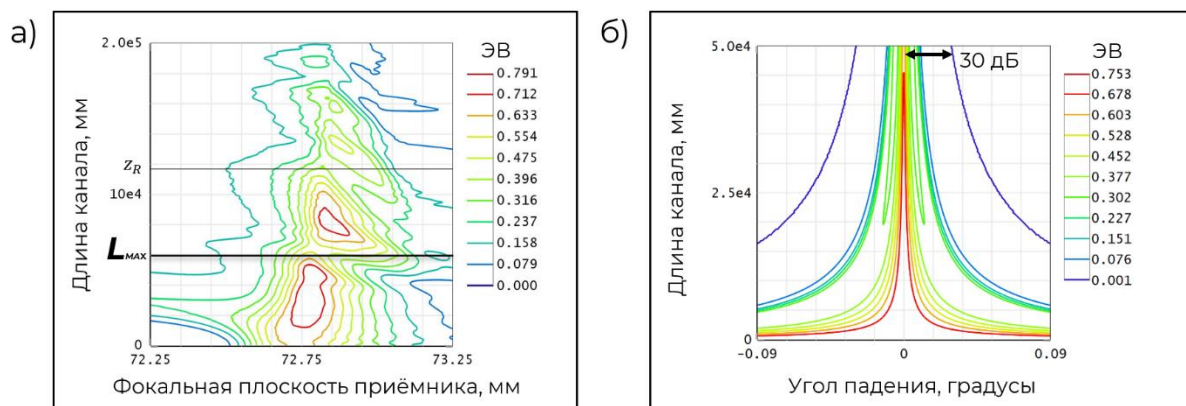 а)
Длина канала, мм
2.0e5
z_R
10e4
L_MAX
0
72.25
72.75
73.25
Фокальная плоскость приёмника, мм
ЭВ
0.791
0.712
0.633
0.554
0.475
0.396
0.316
0.237
0.158
0.079
0.000
б)
Длина канала, мм
5.0e4
2.5e4
0
-0.09
0
0.09
Угол падения, градусы
30 дБ
ЭВ
0.753
0.678
0.603
0.528
0.452
0.377
0.302
0.227
0.151
0.076
0.001